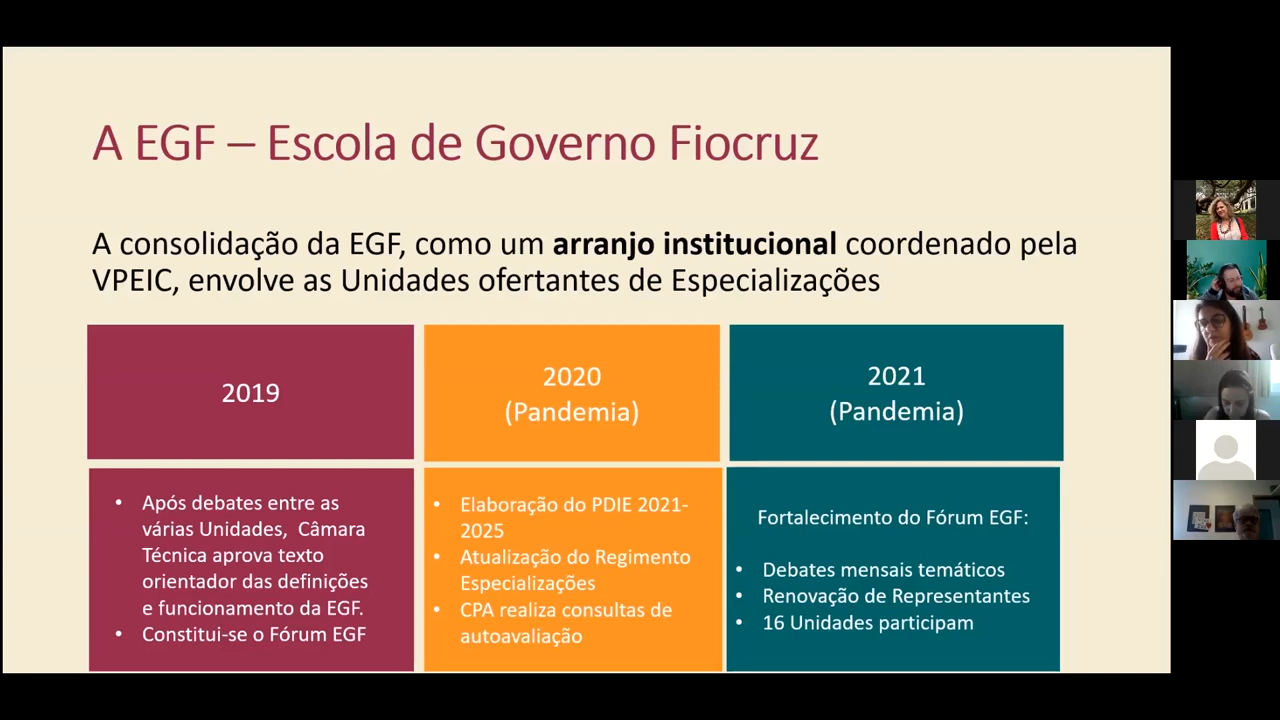 A EGF – Escola de Governo Fiocruz
A consolidação da EGF, como um arranjo institucional coordenado pela
VPEIC, envolve as Unidades ofertantes de Especializações
2019
2020
(Pandemia)
2021
(Pandemia)
• Após debates entre as
várias Unidades, Câmara
Técnica aprova texto
orientador das definições
e funcionamento da EGF.
• Constitui-se o Fórum EGF
• Elaboração do PDIE 2021-
2025
• Atualização do Regimento
Especializações
• CPA realiza consultas de
autoavaliação
Fortalecimento do Fórum EGF:
• Debates mensais temáticos
• Renovação de Representantes
• 16 Unidades participam